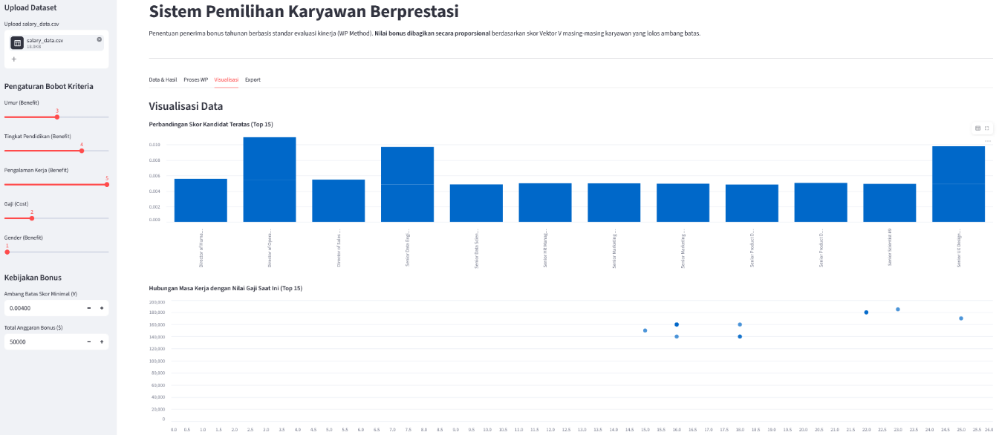 Upload Dataset
Upload salary_data.csv
salary_data.csv
18.9KB
Pengaturan Bobot Kriteria
Umur (Benefit)
3
Tingkat Pendidikan (Benefit)
4
Pengalaman Kerja (Benefit)
5
Gaji (Cost)
2
Gender (Benefit)
1
Kebijakan Bonus
Ambang Batas Skor Minimal (V)
0.00400
Total Anggaran Bonus ($)
50000
Sistem Pemilihan Karyawan Berprestasi
Penentuan penerima bonus tahunan berbasis standar evaluasi kinerja (WP Method). Nilai bonus dibagikan secara proporsional berdasarkan skor Vektor V masing-masing karyawan yang lolos ambang batas.
Data & Hasil Proses WP Visualisasi Export
Visualisasi Data
Perbandingan Skor Kandidat Teratas (Top 15)
0.010
0.008
0.006
0.004
0.002
0.000
Director of Huma...
Director of Opera...
Director of Sales ...
Senior Data Engi...
Senior Data Scien...
Senior HR Manag...
Senior Marketing ...
Senior Marketing ...
Senior Product D...
Senior Product D...
Senior Scientist #9
Senior UX Design...
Hubungan Masa Kerja dengan Nilai Gaji Saat Ini (Top 15)
200,000
180,000
160,000
140,000
120,000
100,000
80,000
60,000
40,000
20,000
0
0.0 0.5 1.0 1.5 2.0 2.5 3.0 3.5 4.0 4.5 5.0 5.5 6.0 6.5 7.0 7.5 8.0 8.5 9.0 9.5 10.0 10.5 11.0 11.5 12.0 12.5 13.0 13.5 14.0 14.5 15.0 15.5 16.0 16.5 17.0 17.5 18.0 18.5 19.0 19.5 20.0 20.5 21.0 21.5 22.0 22.5 23.0 23.5 24.0 24.5 25.0 25.5 26.0